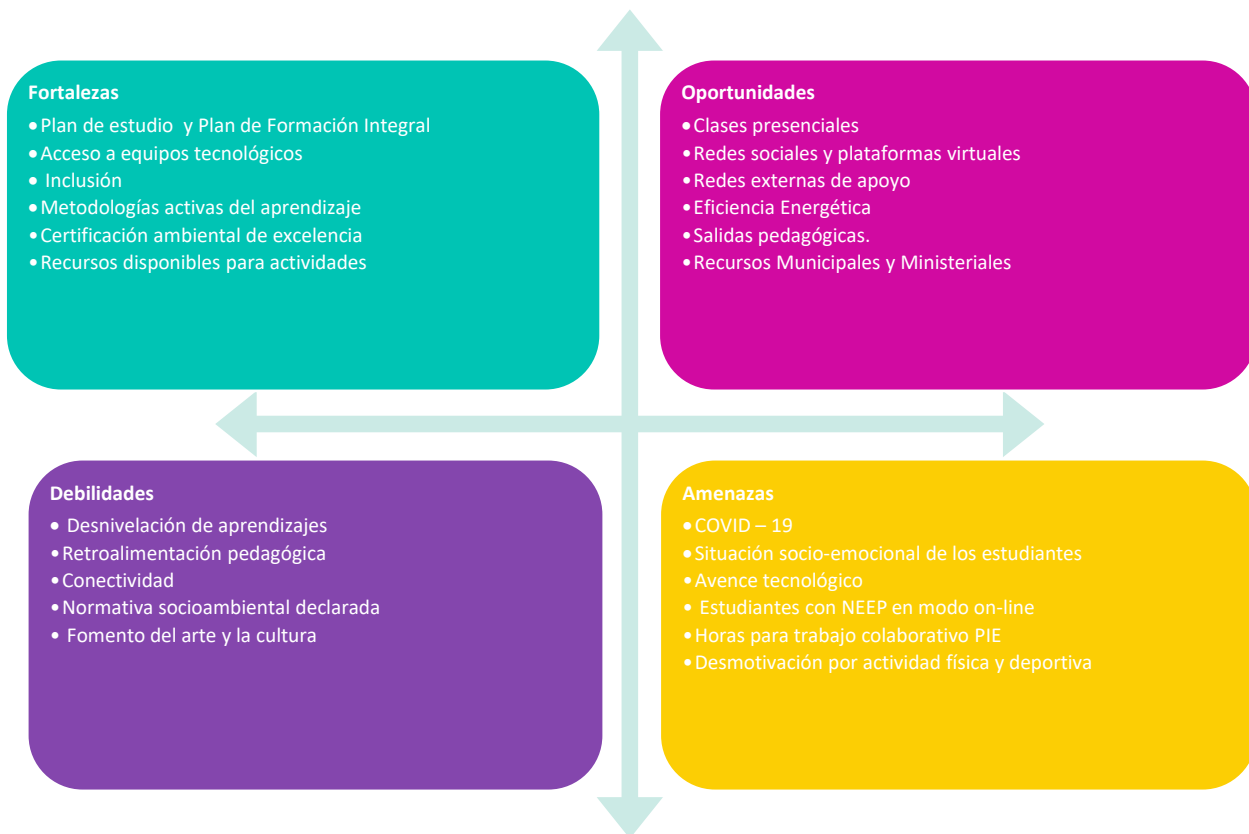 Fortalezas
• Plan de estudio y Plan de Formación Integral
• Acceso a equipos tecnológicos
• Inclusión
• Metodologías activas del aprendizaje
• Certificación ambiental de excelencia
• Recursos disponibles para actividades
Oportunidades
• Clases presenciales
• Redes sociales y plataformas virtuales
• Redes externas de apoyo
• Eficiencia Energética
• Salidas pedagógicas.
• Recursos Municipales y Ministeriales
Debilidades
• Desnivelación de aprendizajes
• Retroalimentación pedagógica
• Conectividad
• Normativa socioambiental declarada
• Fomento del arte y la cultura
Amenazas
• COVID – 19
• Situación socio-emocional de los estudiantes
• Avence tecnológico
• Estudiantes con NEEP en modo on-line
• Horas para trabajo colaborativo PIE
• Desmotivación por actividad física y deportiva